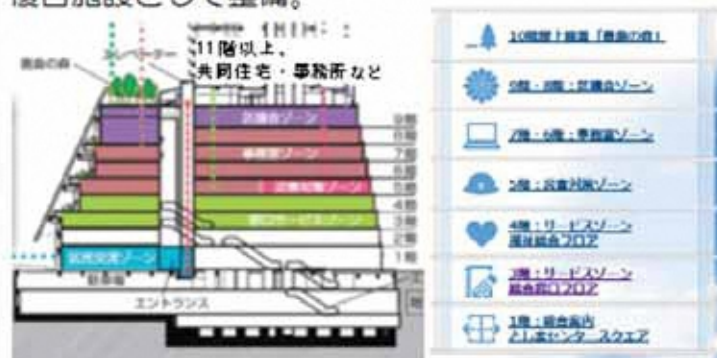 複合施設として整備。
エレベーター
11階以上、
共同住宅・事務所など
豊島の森
区議会ゾーン
9階
8階
事務室ゾーン
7階
6階
災害対策ゾーン
5階
4階
窓口サービスゾーン
3階
2階
区民交流ゾーン
1階
駐車場
エントランス
10階屋上庭園「豊島の森」
9階・8階：区議会ゾーン
7階・6階：事務室ゾーン
5階：災害対策ゾーン
4階：サービスゾーン
福祉総合フロア
3階：サービスゾーン
総合窓口フロア
1階：総合案内
としまセンタースクエア